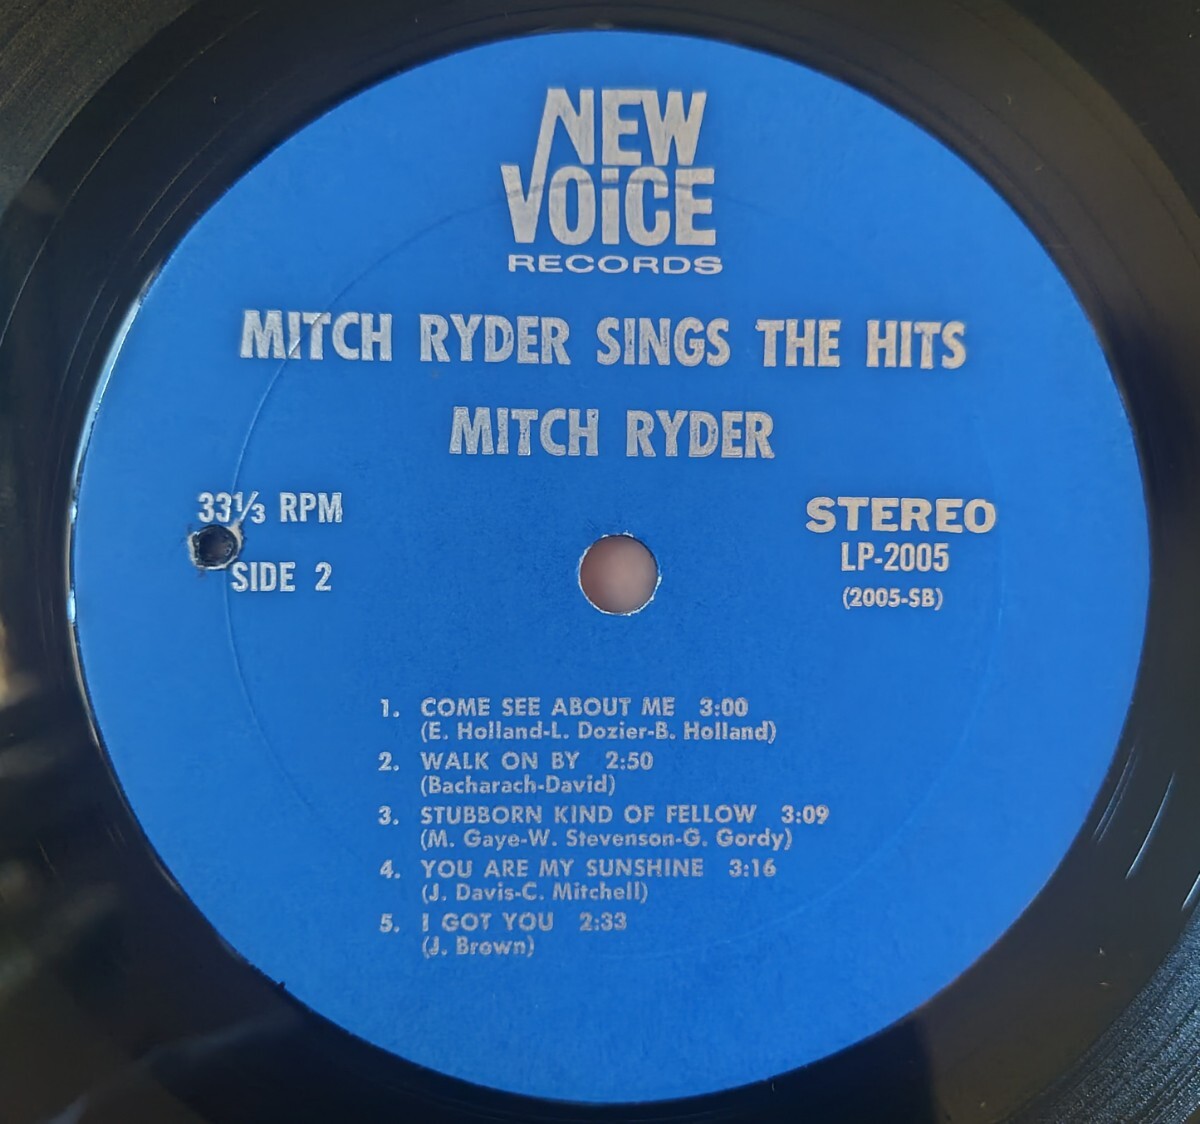 NEW
VOiCE
RECORDS
MITCH RYDER SINGS THE HITS
MITCH RYDER
33⅓ RPM
SIDE 2
STEREO
LP-2005
(2005-SB)
1. COME SEE ABOUT ME 3:00
(E. Holland-L. Dozier-B. Holland)
2. WALK ON BY 2:50
(Bacharach-David)
3. STUBBORN KIND OF FELLOW 3:09
(M. Gaye-W. Stevenson-G. Gordy)
4. YOU ARE MY SUNSHINE 3:16
(J. Davis-C. Mitchell)
5. I GOT YOU 2:33
(J. Brown)